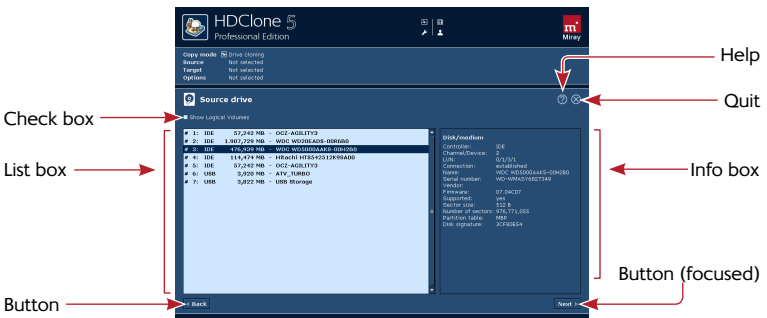 HDClone 5
Professional Edition
Miray
Copy mode Drive cloning
Source Not selected
Target Not selected
Options Not selected
Help
Source drive
Quit
Check box
Show Logical Volumes
List box
# 1: IDE 57,242 MB - OCZ-AGILITY3
# 2: IDE 1.907,729 MB - WDC WD20EADS-00R6B0
# 3: IDE 476,939 MB - WDC WD5000AAKS-00H2B0
# 4: IDE 114,474 MB - Hitachi HTS542512K9SA00
# 5: IDE 57,242 MB - OCZ-AGILITY3
# 6: USB 3,920 MB - ATV_TURBO
# 7: USB 3,822 MB - USB Storage
Disk/medium
Controller: IDE
Channel/Device: 2
LUN: 0/1/3/1
Connection: established
Name: WDC WD5000AAKS-00H2B0
Serial number: WD-WMASY6827349
Vendor:
Firmware: 07.04C07
Supported: yes
Sector size: 512 B
Number of sectors: 976,771,055
Partition table: MBR
Disk signature: 3CF80E54
Info box
Button (focused)
Button
< Back
Next >